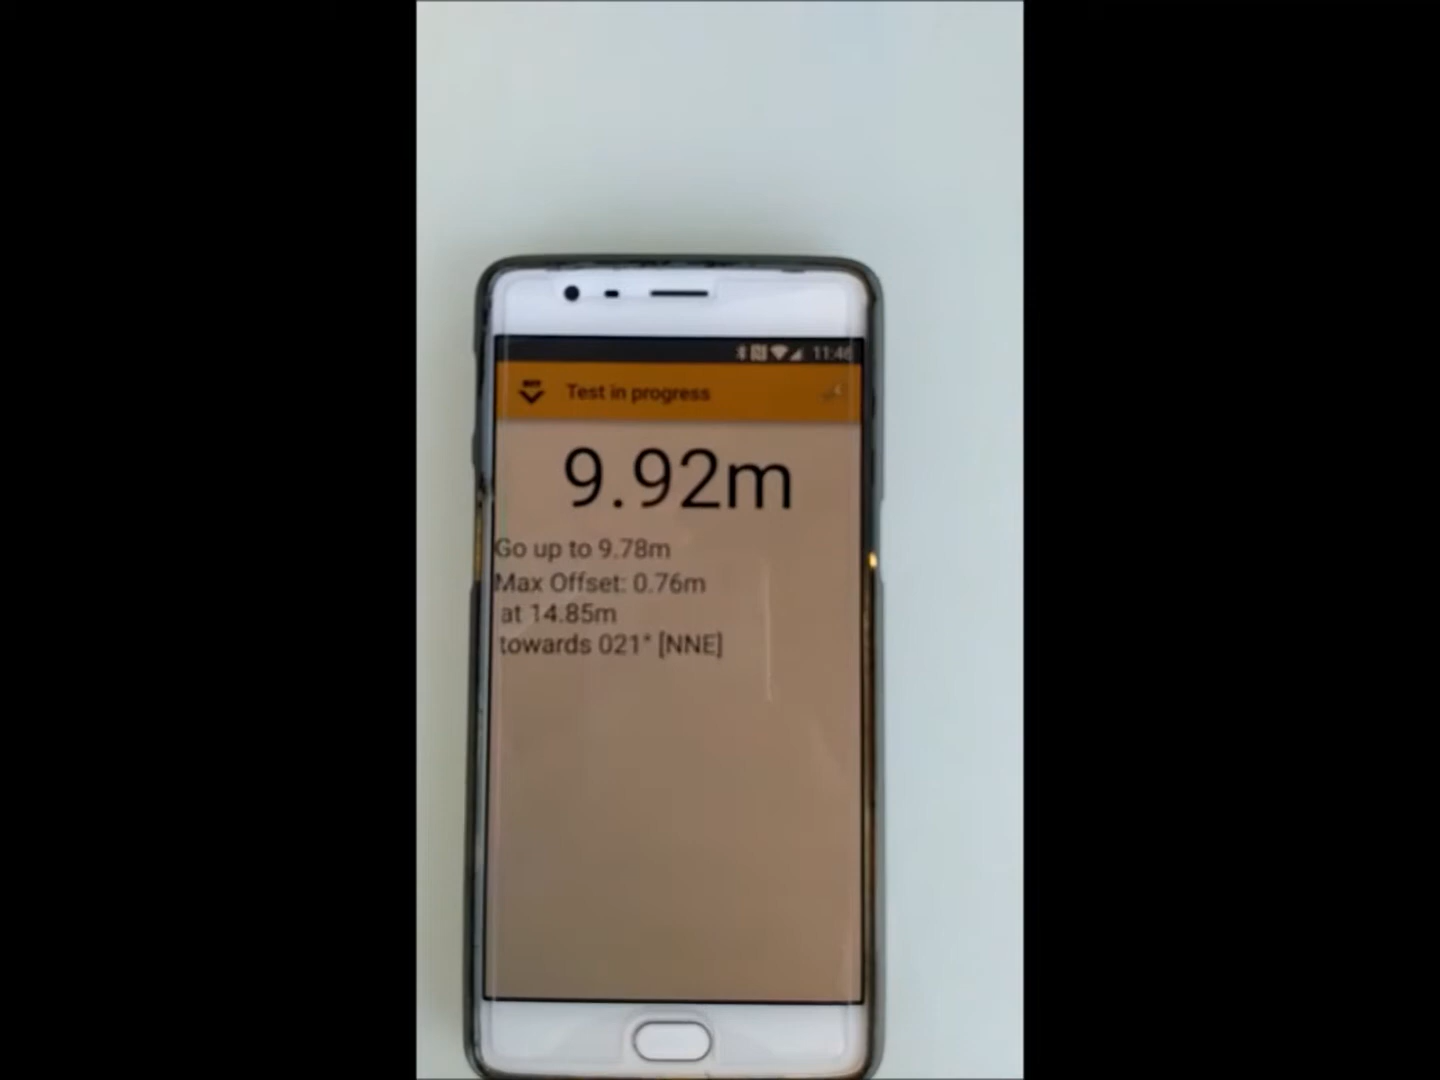 11:46
Test in progress
9.92m
Go up to 9.78m
Max Offset: 0.76m
at 14.85m
towards 021° [NNE]